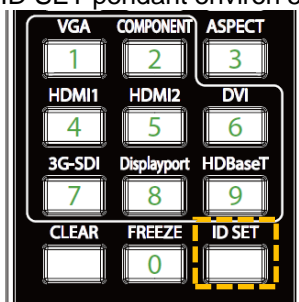 ID SET pendant environ
VGA COMPONENT ASPECT
1 2 3
HDMI1 HDMI2 DVI
4 5 6
3G-SDI Displayport HDBaseT
7 8 9
CLEAR FREEZE ID SET
0